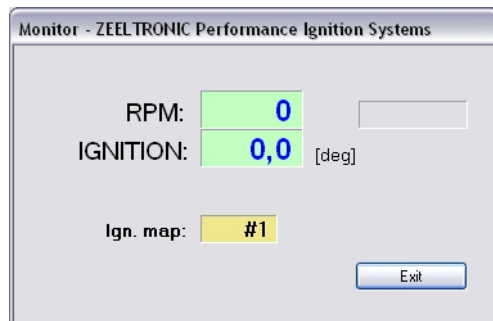 Monitor - ZEELTRONIC Performance Ignition Systems
RPM: 0
IGNITION: 0,0 [deg]
Ign. map: #1
Exit